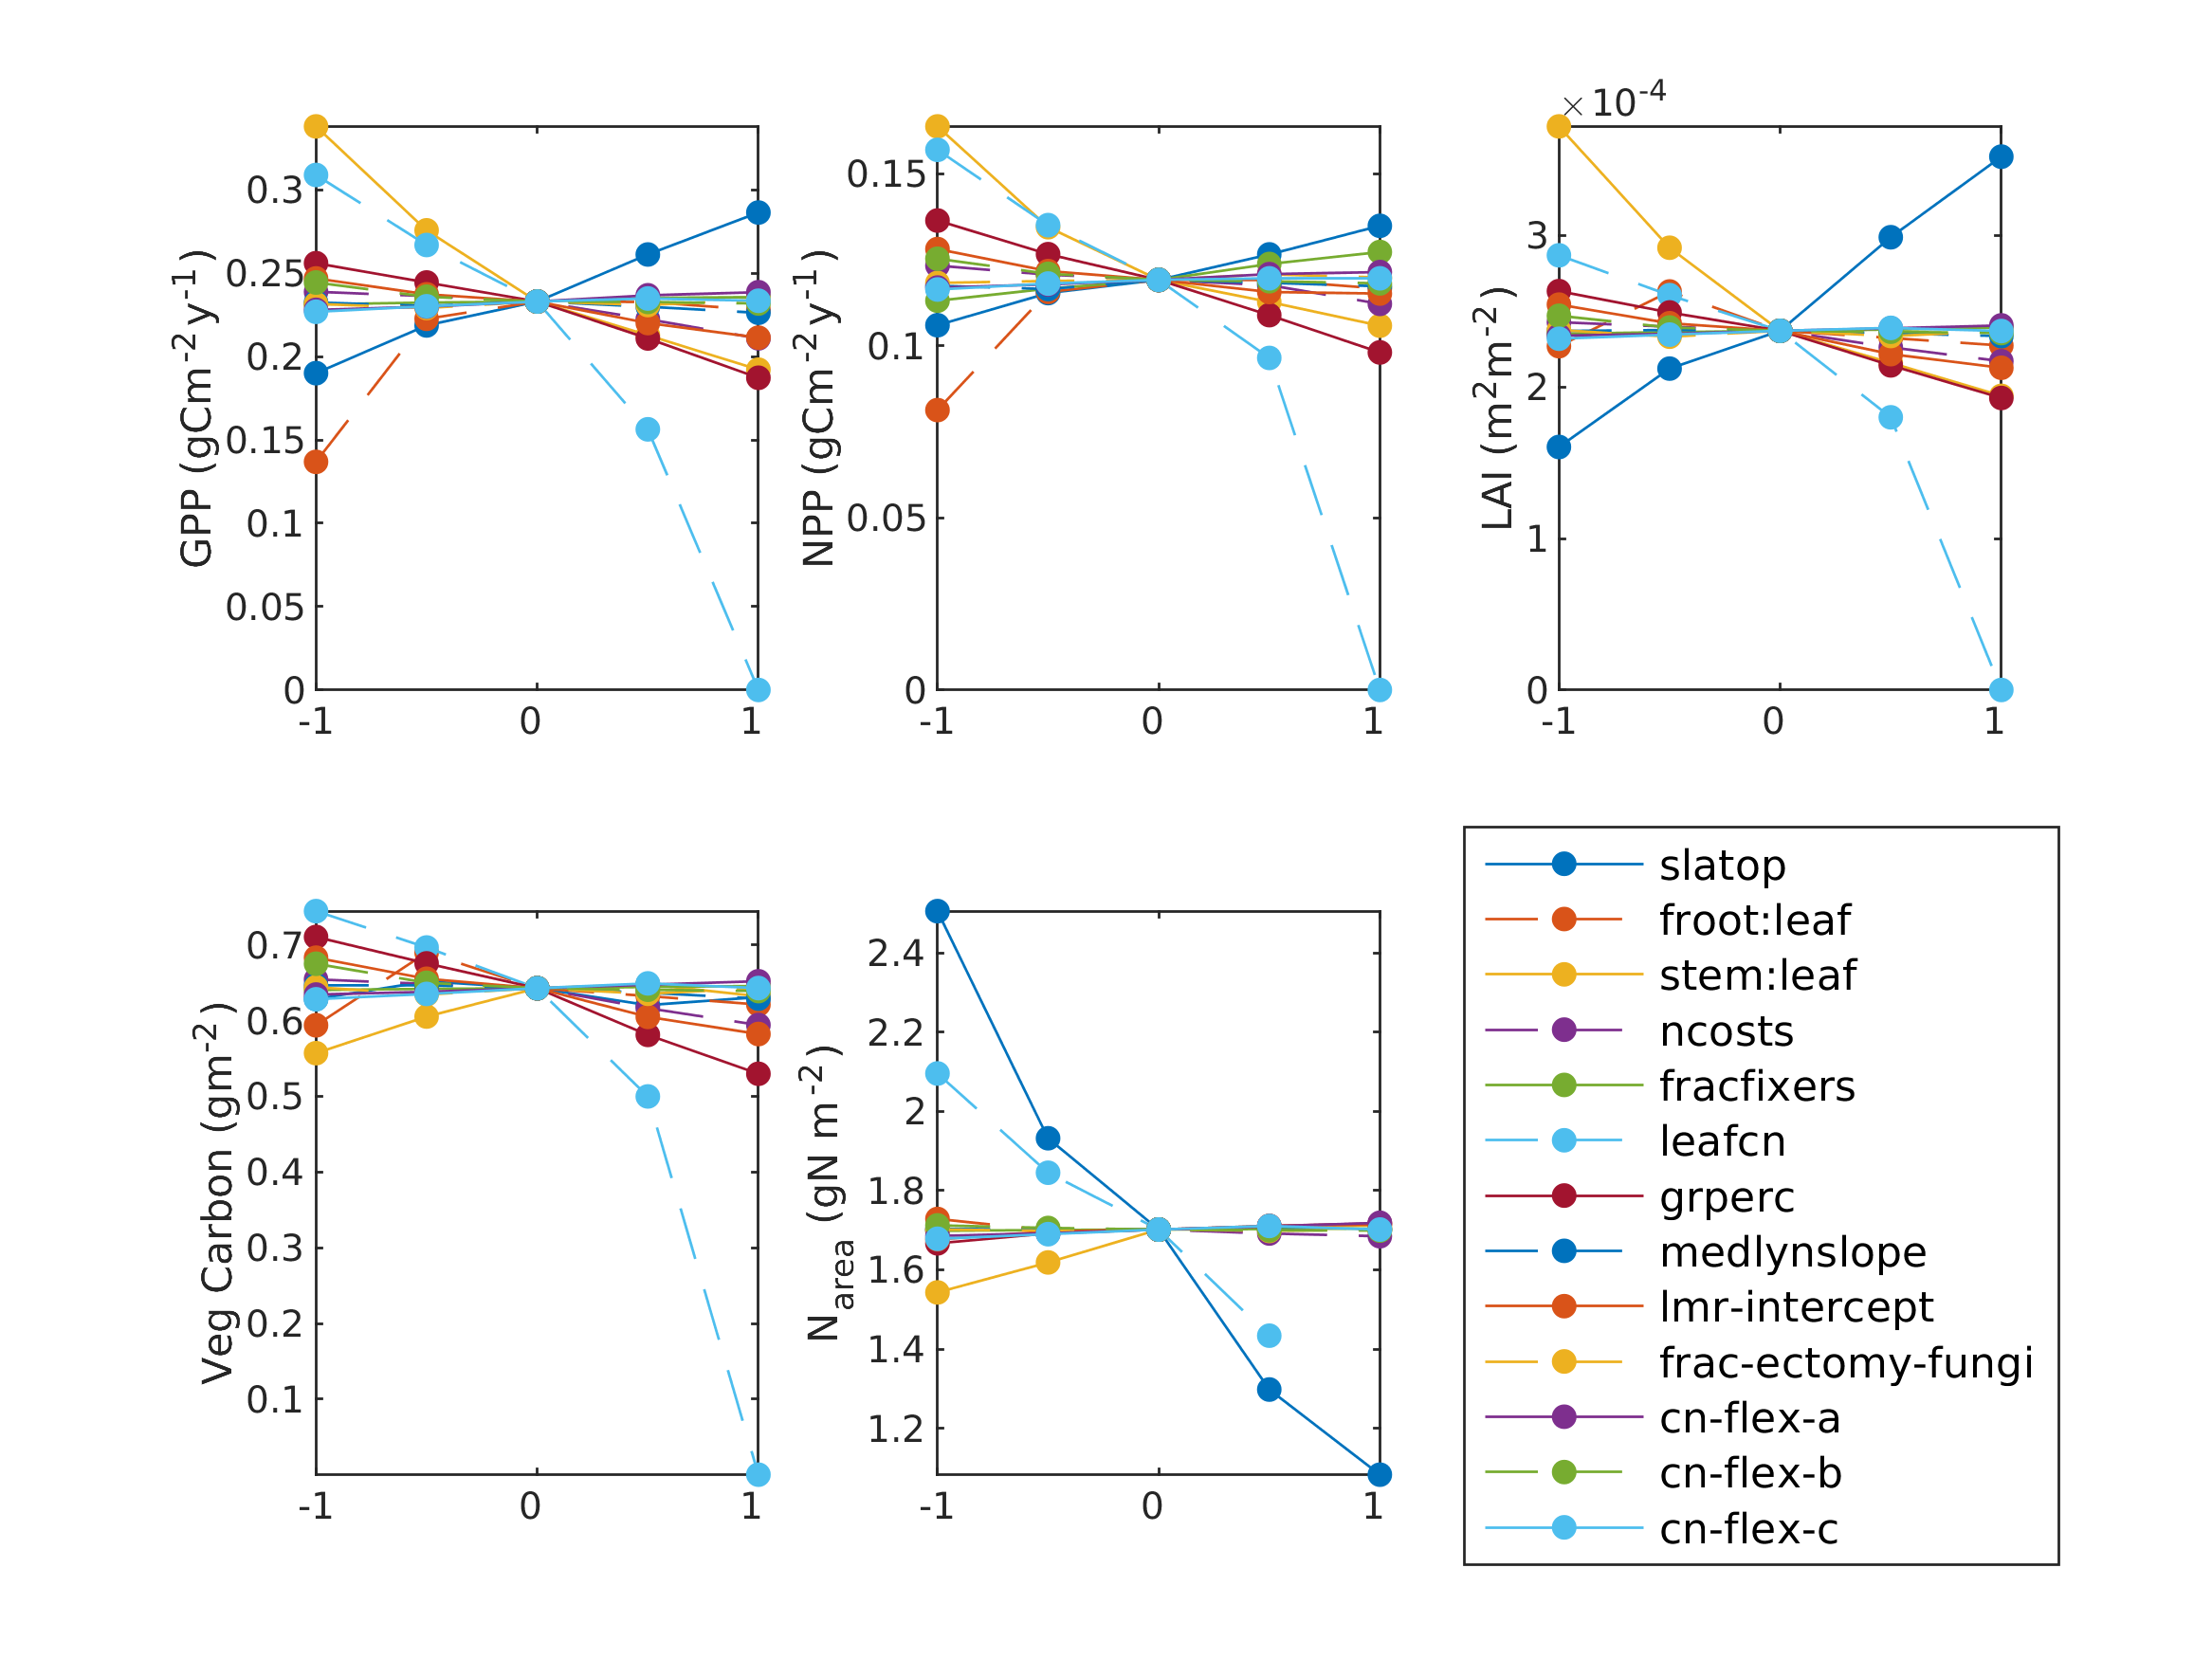 GPP (gCm-2y-1)
0.3
0.25
0.2
0.15
0.1
0.05
0
-1 0 1
NPP (gCm-2y-1)
0.15
0.1
0.05
0
-1 0 1
×10-4
LAI (m2m-2)
3
2
1
0
-1 0 1
Veg Carbon (gm-2)
0.7
0.6
0.5
0.4
0.3
0.2
0.1
-1 0 1
Narea (gN m-2)
2.4
2.2
2
1.8
1.6
1.4
1.2
-1 0 1
slatop
froot:leaf
stem:leaf
ncosts
fracfixers
leafcn
grperc
medlynslope
lmr-intercept
frac-ectomy-fungi
cn-flex-a
cn-flex-b
cn-flex-c